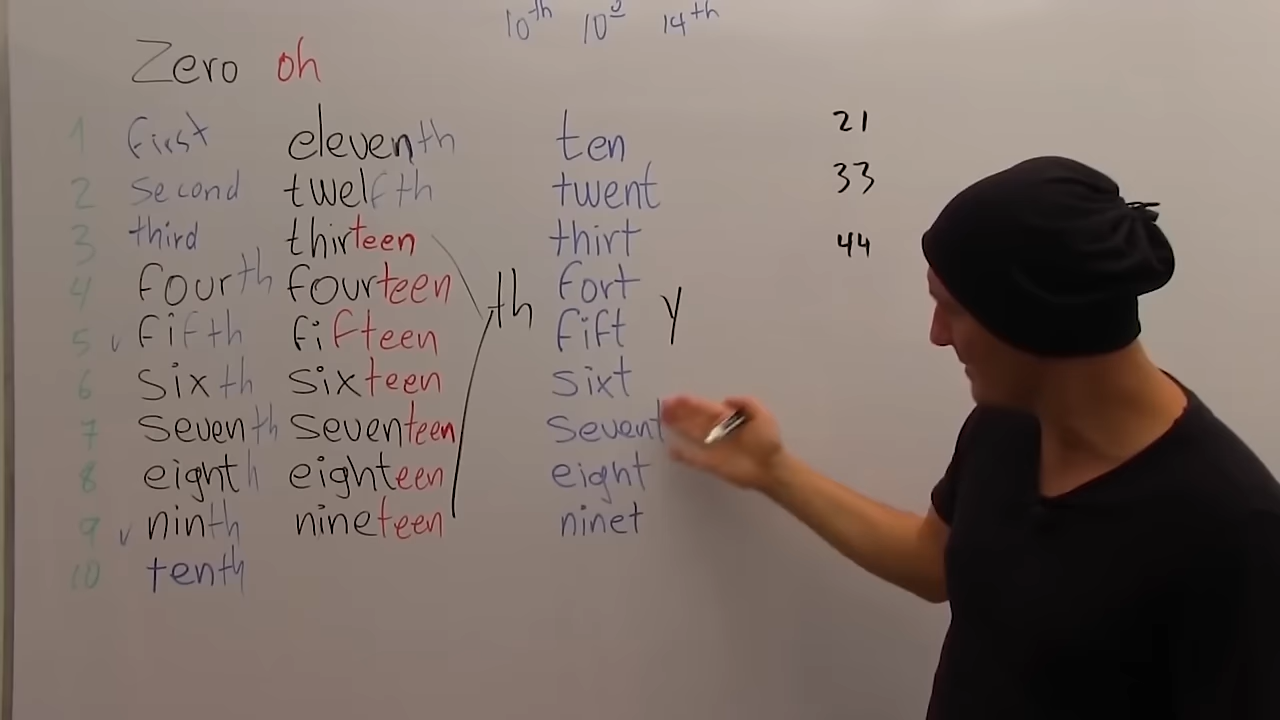 10th 10º 14th
Zero oh
1 first eleventh ten 21
2 second twelfth twent 33
3 third thirteen thirt 44
4 fourth fourteen th fort y
5 v fifth fifteen fift
6 sixth sixteen sixt
7 seventh seventeen sevent
8 eighth eighteen eight
9 v ninth nineteen ninet
10 tenth